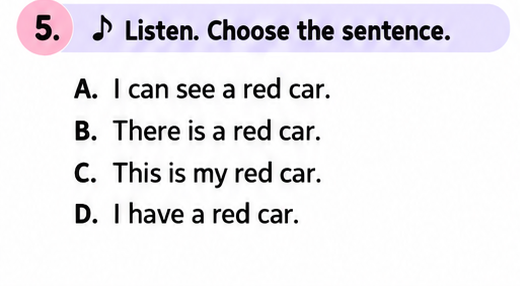 5. ♪ Listen. Choose the sentence.
A. I can see a red car.
B. There is a red car.
C. This is my red car.
D. I have a red car.